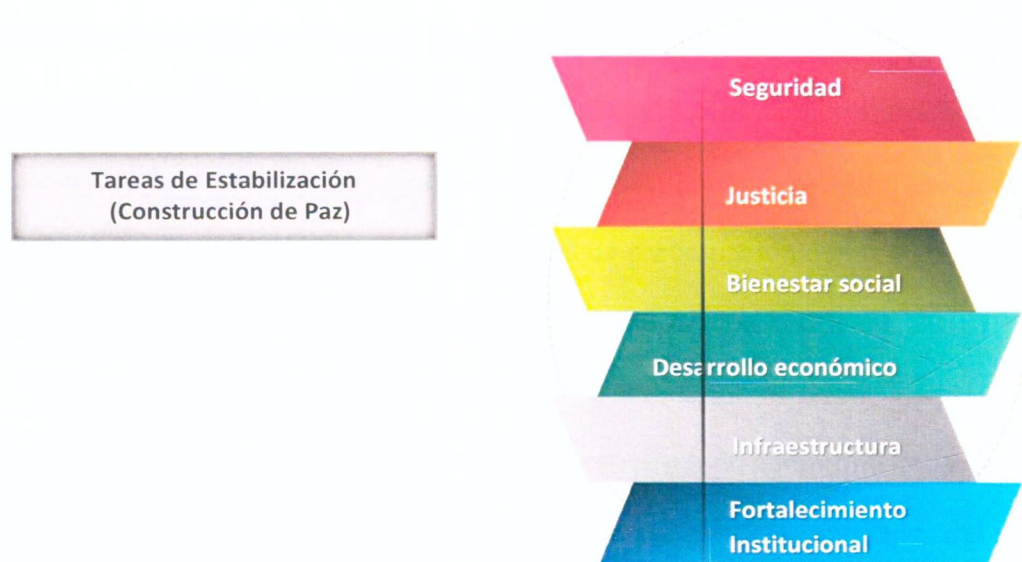 Tareas de Estabilización
(Construcción de Paz)
Seguridad
Justicia
Bienestar social
Desarrollo económico
Infraestructura
Fortalecimiento
Institucional